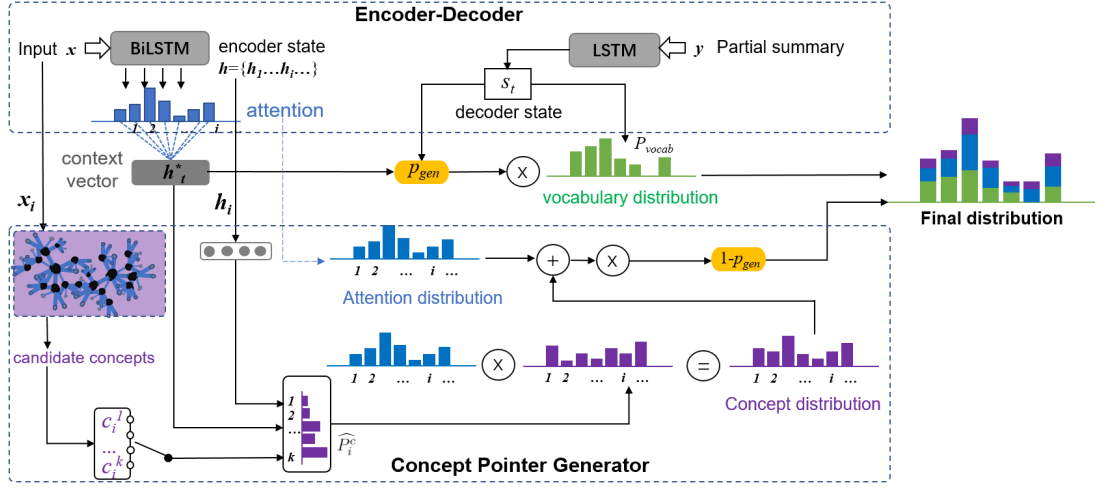 Encoder-Decoder
Input x
BiLSTM
encoder state
h={h1...hi...}
LSTM
y Partial summary
st
decoder state
attention
1 2 ... i
context
vector
h*t
pgen
X
Pvocab
vocabulary distribution
Final distribution
xi
hi
1 2 ... i ...
Attention distribution
+
X
1-pgen
candidate concepts
1 2 ... i ...
X
1 2 ... i ...
=
1 2 ... i ...
Concept distribution
ci1
...
cik
1
2
...
k
P̂ic
Concept Pointer Generator